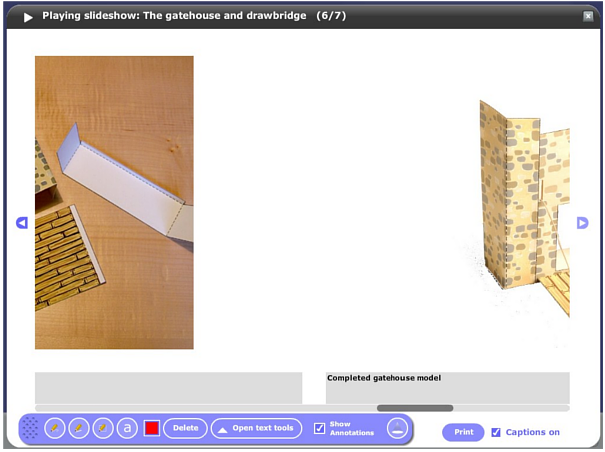 Playing slideshow: The gatehouse and drawbridge (6/7)
Completed gatehouse model
a
Delete
Open text tools
Show
Annotations
Print
Captions on